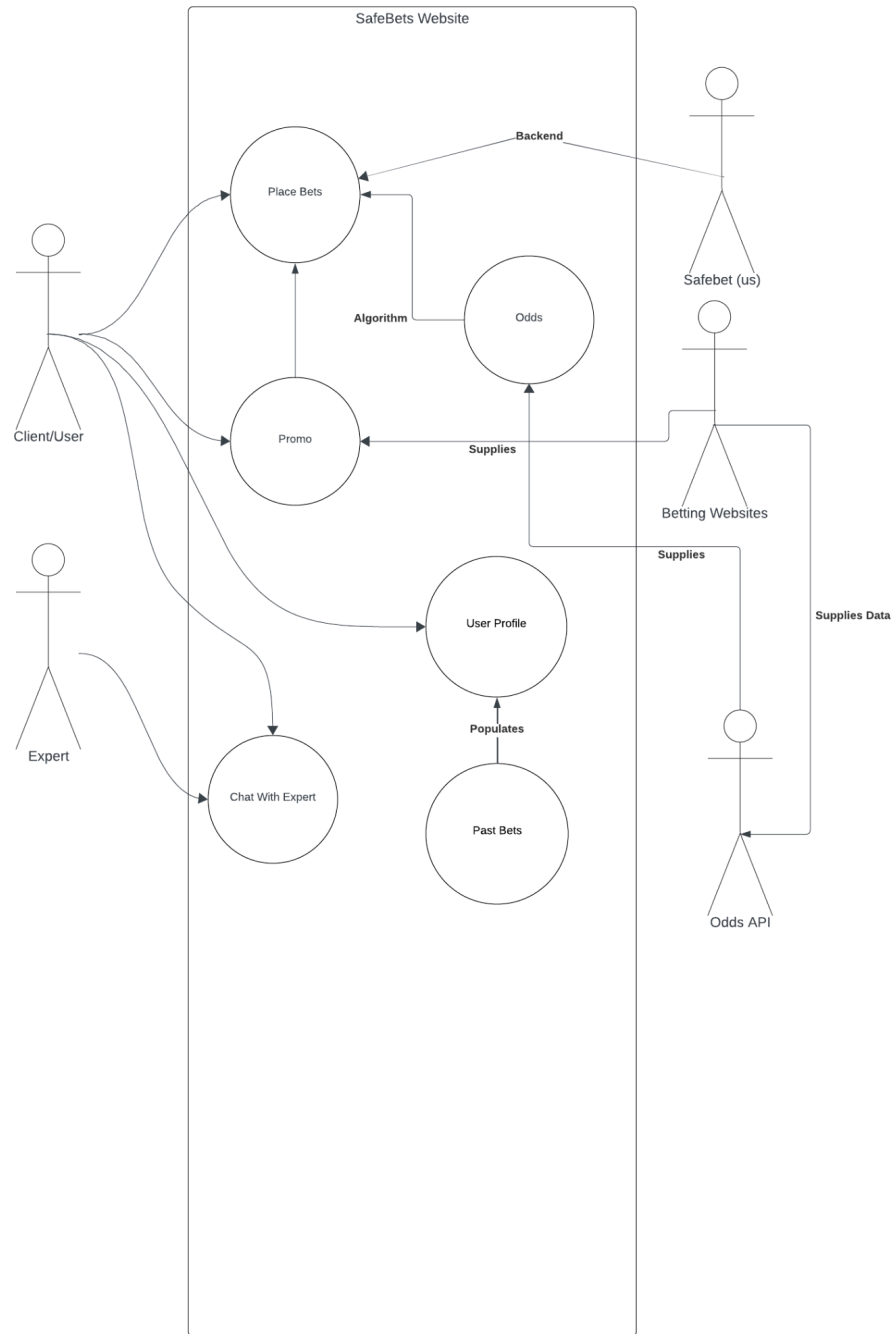 SafeBets Website
Backend
Place Bets
Safebet (us)
Algorithm
Odds
Client/User
Promo
Supplies
Betting Websites
Supplies
Supplies Data
User Profile
Populates
Expert
Chat With Expert
Past Bets
Odds API